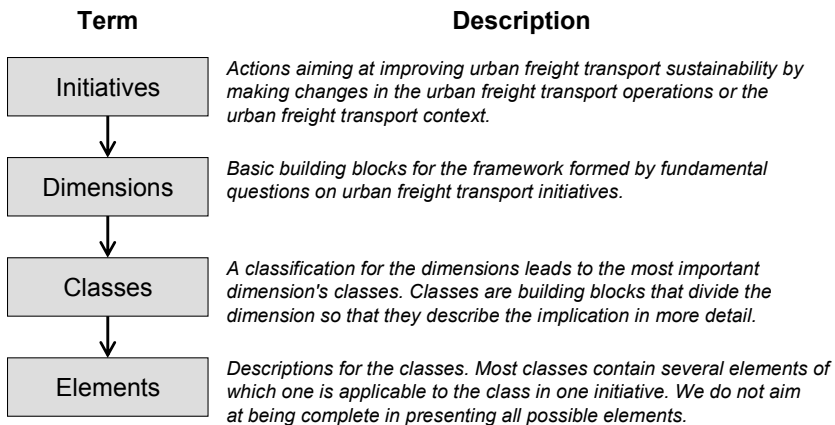 Term Description
Initiatives
Actions aiming at improving urban freight transport sustainability by
making changes in the urban freight transport operations or the
urban freight transport context.
Dimensions
Basic building blocks for the framework formed by fundamental
questions on urban freight transport initiatives.
Classes
A classification for the dimensions leads to the most important
dimension's classes. Classes are building blocks that divide the
dimension so that they describe the implication in more detail.
Elements
Descriptions for the classes. Most classes contain several elements of
which one is applicable to the class in one initiative. We do not aim
at being complete in presenting all possible elements.